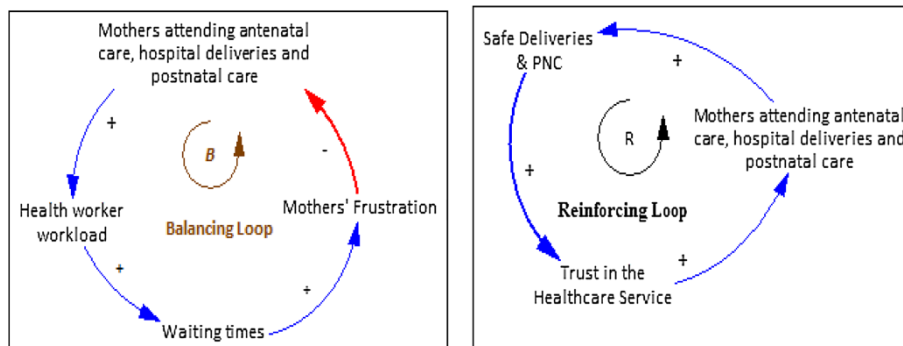 Mothers attending antenatal
care, hospital deliveries and
postnatal care
+
B
-
Health worker
workload
Balancing Loop
Mothers' Frustration
+
+
Waiting times
Safe Deliveries
& PNC
+
Mothers attending antenatal
care, hospital deliveries and
postnatal care
R
+
Reinforcing Loop
+
Trust in the
Healthcare Service